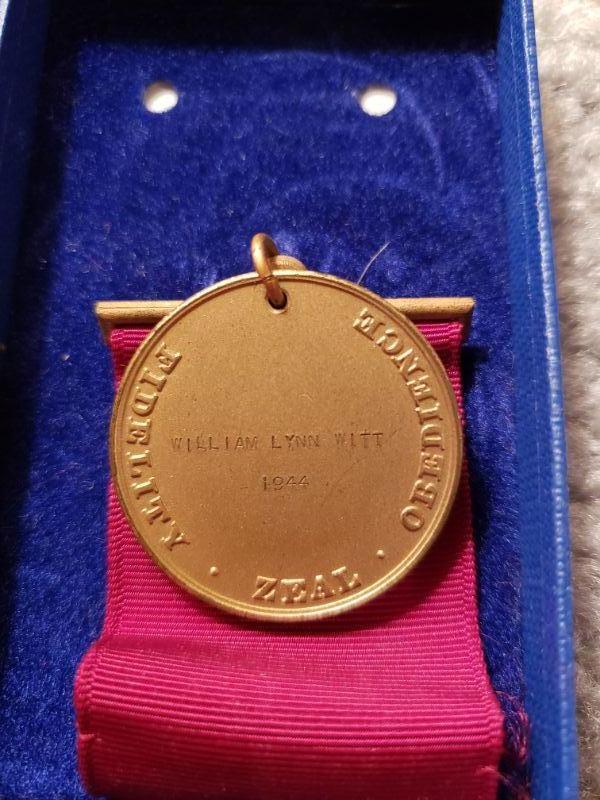 FIDELITY · ZEAL · OBEDIENCE
WILLIAM LYNN WITT
1944